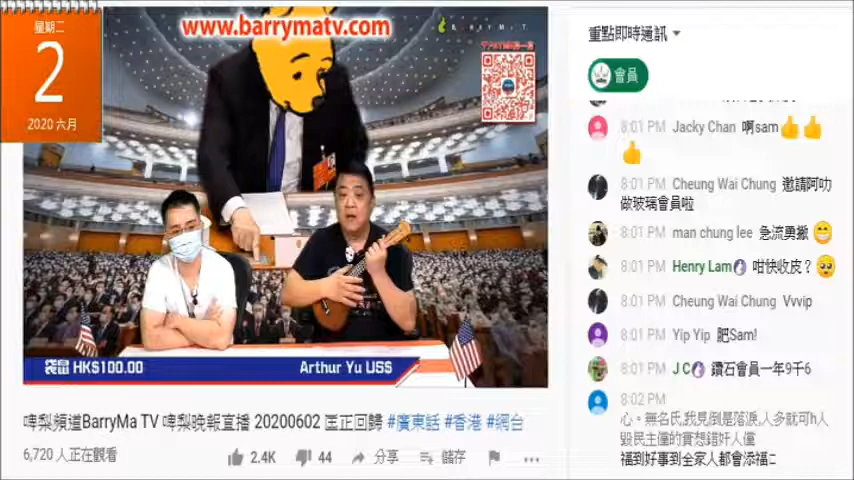 星期二
2
2020 六月
www.barrymatv.com
BARRYMATV
HK$100.00
Arthur Yu US$
啤梨頻道BarryMa TV 啤梨晚報直播 20200602 匡正回歸 #廣東話 #香港 #網台
6,720 人正在觀看
2.4K
44
分享
儲存
重點即時通訊
會員
8:01 PM Jacky Chan 啊sam👍👍
👍
8:01 PM Cheung Wai Chung 邀請阿叻
做玻璃會員啦
8:01 PM man chung lee 急流勇撇😁
8:01 PM Henry Lam 咁快收皮？🥺
8:01 PM Cheung Wai Chung Vvvip
8:01 PM Yip Yip 肥Sam!
8:01 PM J C 鑽石會員一年9千6
8:02 PM
心。無名氏,我見倒是落淚,人多就可h人
毀民主僵的實想錯奸人僵
福到好事到全家人都會添福ㄈ